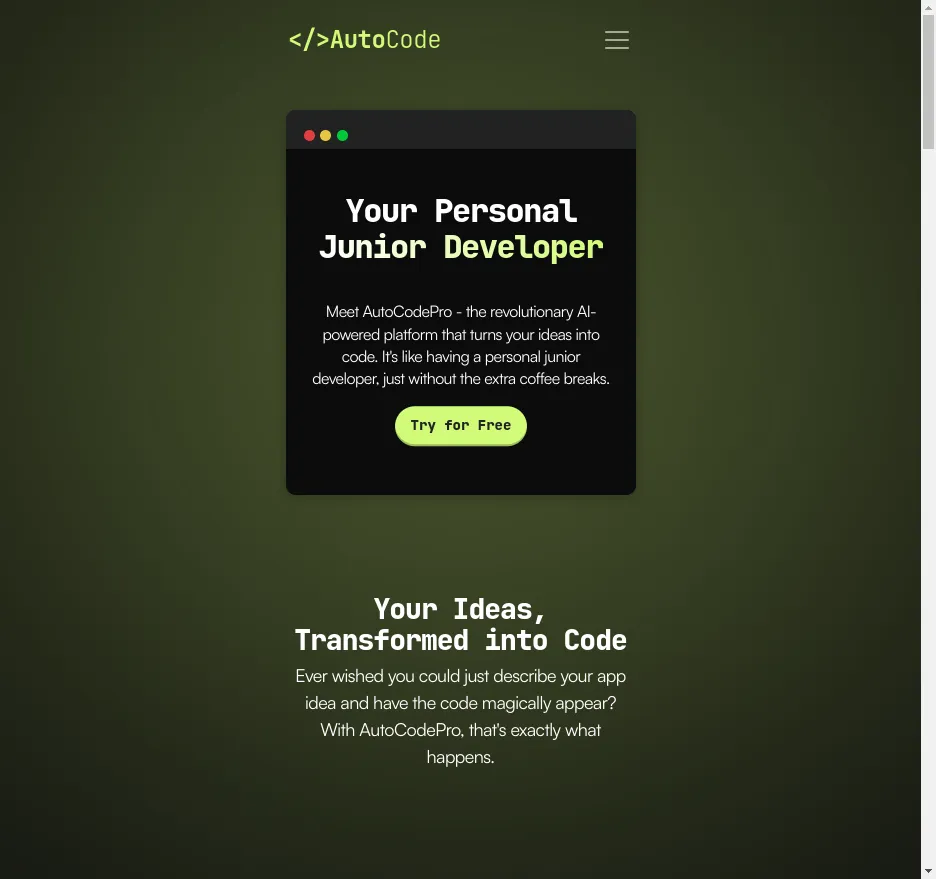 </>AutoCode
Your Personal
Junior Developer
Meet AutoCodePro - the revolutionary AI-
powered platform that turns your ideas into
code. It's like having a personal junior
developer, just without the extra coffee breaks.
Try for Free
Your Ideas,
Transformed into Code
Ever wished you could just describe your app
idea and have the code magically appear?
With AutoCodePro, that's exactly what
happens.